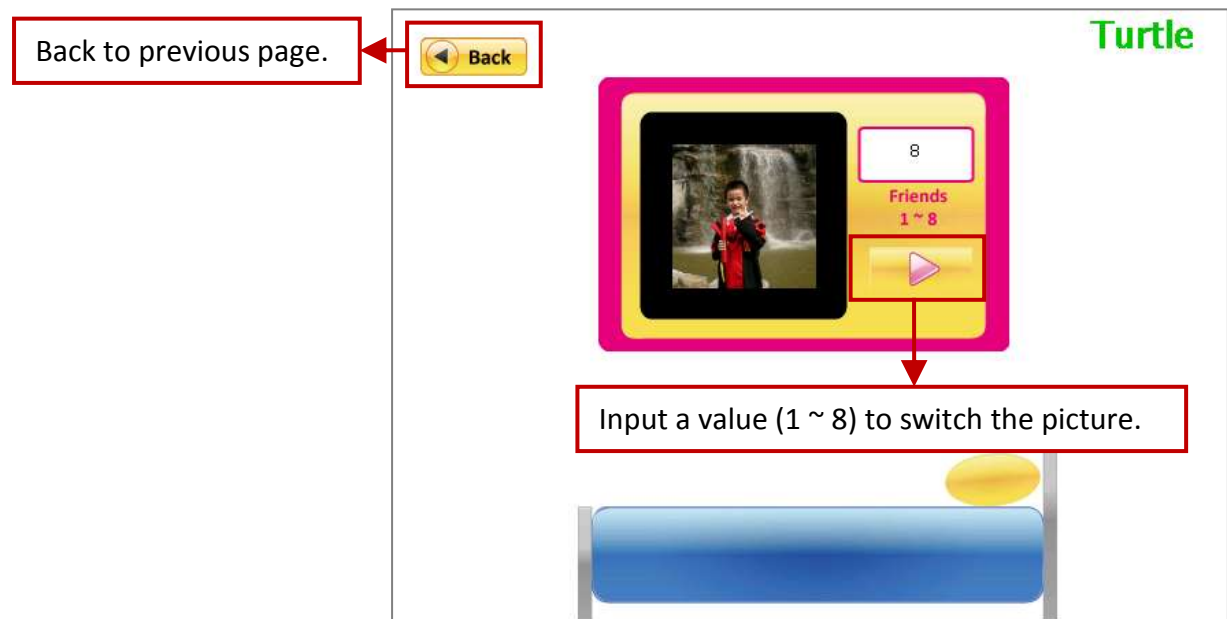 Turtle
Back to previous page.
Back
8
Friends
1 ~ 8
Input a value (1 ~ 8) to switch the picture.